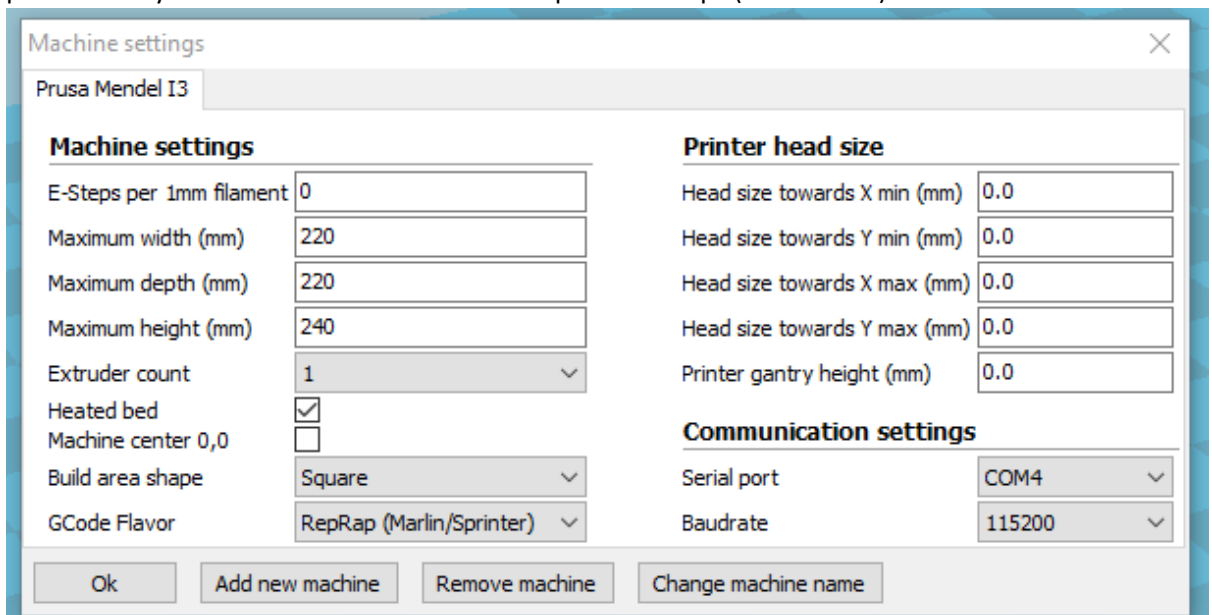 Machine settings
Prusa Mendel I3
Machine settings
E-Steps per 1mm filament 0
Maximum width (mm) 220
Maximum depth (mm) 220
Maximum height (mm) 240
Extruder count 1
Heated bed
Machine center 0,0
Build area shape Square
GCode Flavor RepRap (Marlin/Sprinter)
Printer head size
Head size towards X min (mm) 0.0
Head size towards Y min (mm) 0.0
Head size towards X max (mm) 0.0
Head size towards Y max (mm) 0.0
Printer gantry height (mm) 0.0
Communication settings
Serial port COM4
Baudrate 115200
Ok Add new machine Remove machine Change machine name